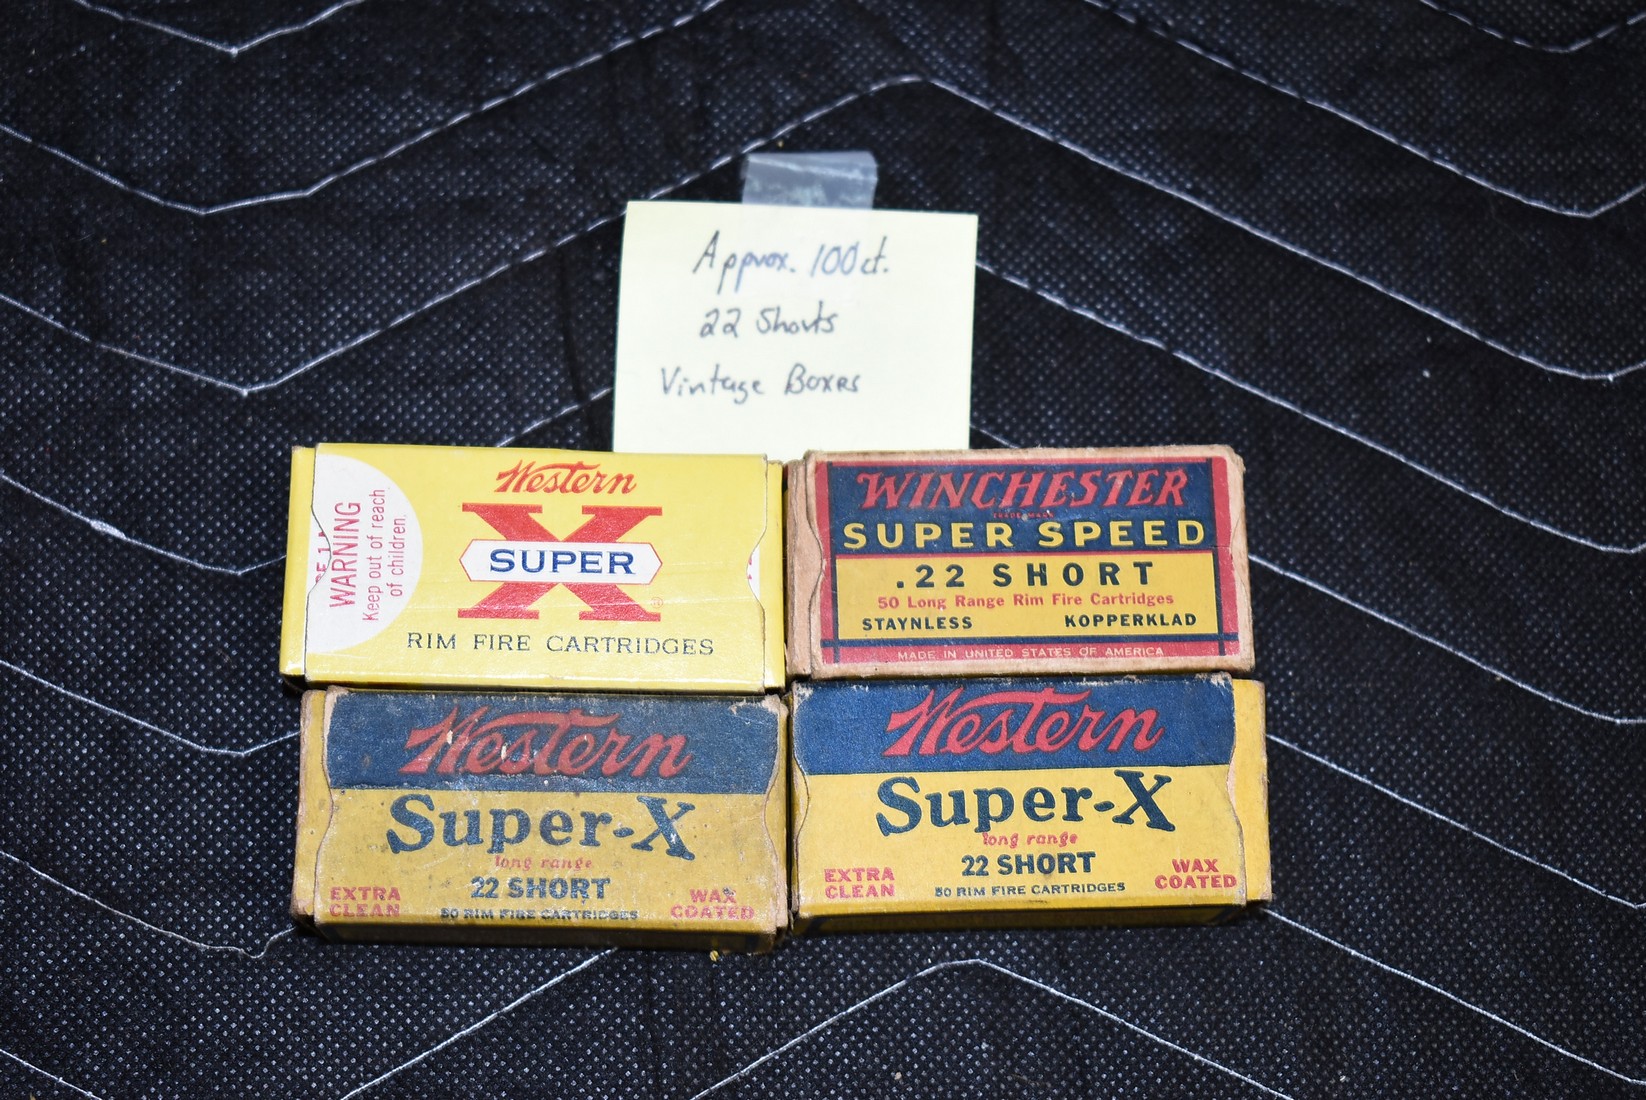 Approx. 100ct.
22 Shorts
Vintage Boxes
WARNING
Keep out of reach
of children.
Western
X
SUPER
RIM FIRE CARTRIDGES
WINCHESTER
TRADE MARK
SUPER SPEED
.22 SHORT
50 Long Range Rim Fire Cartridges
STAYNLESS KOPPERKLAD
MADE IN UNITED STATES OF AMERICA
Western
Super-X
long range
22 SHORT
EXTRA
CLEAN
50 RIM FIRE CARTRIDGES
WAX
COATED
Western
Super-X
long range
22 SHORT
EXTRA
CLEAN
50 RIM FIRE CARTRIDGES
WAX
COATED